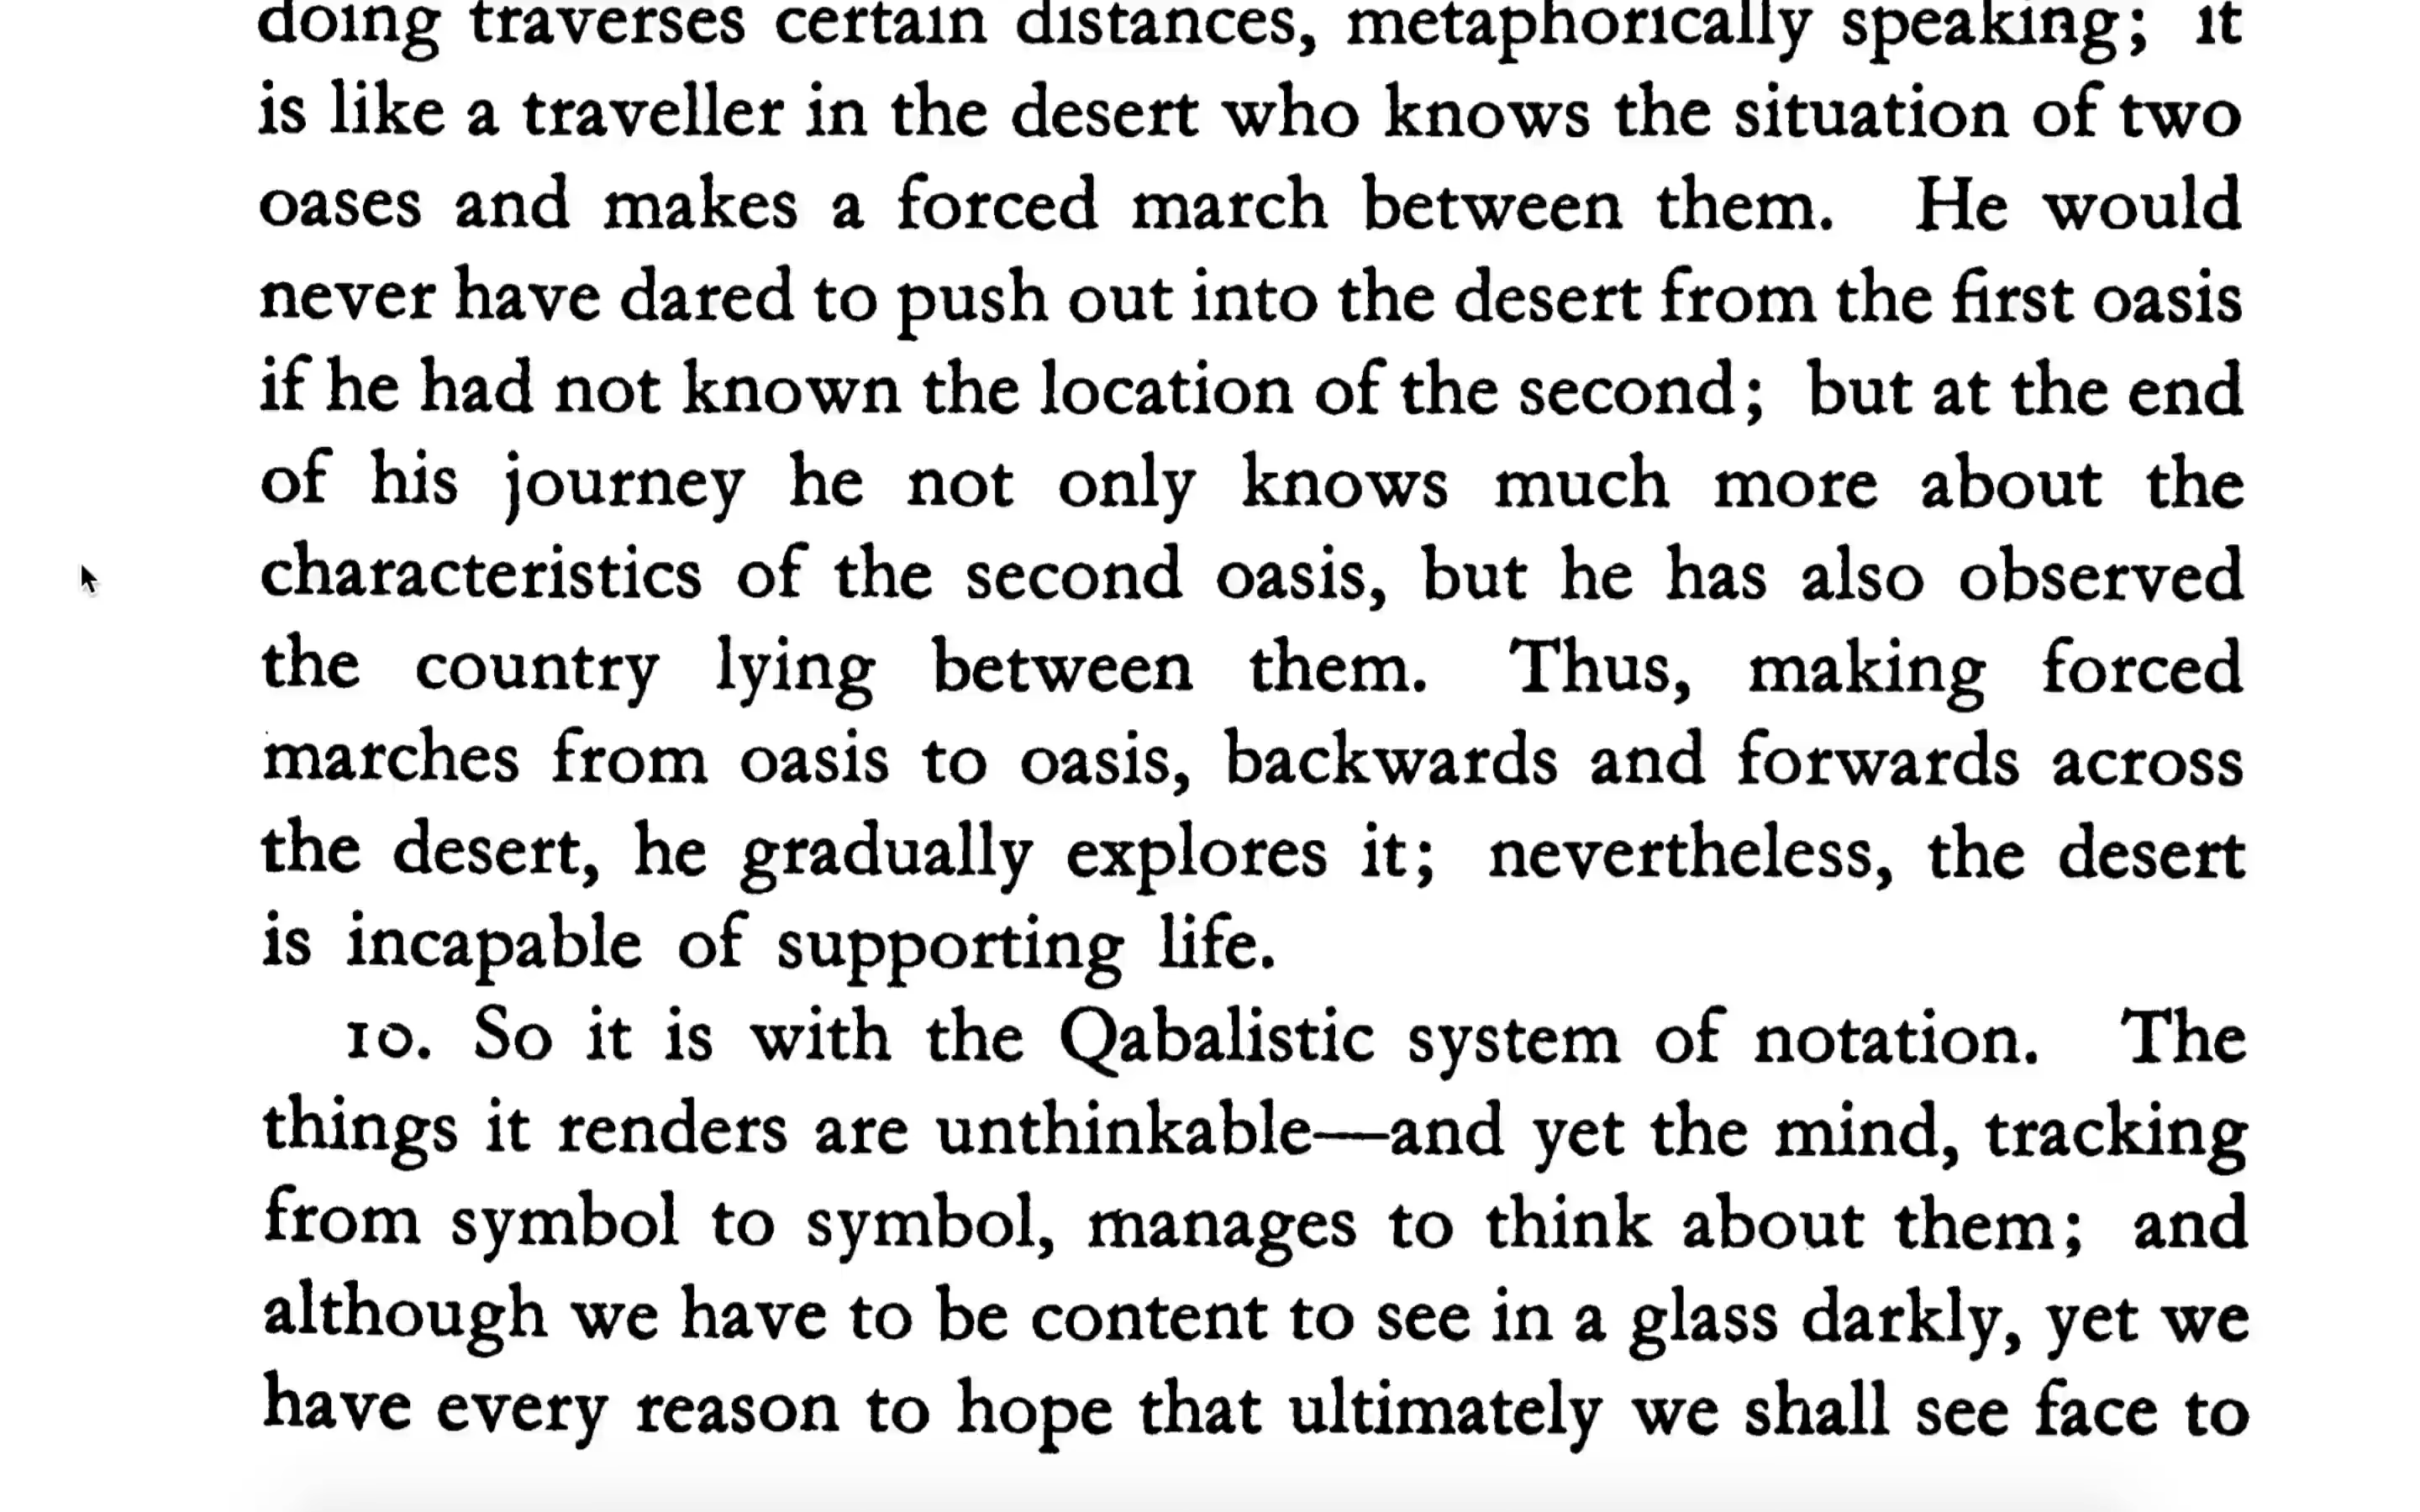 doing traverses certain distances, metaphorically speaking; it
is like a traveller in the desert who knows the situation of two
oases and makes a forced march between them. He would
never have dared to push out into the desert from the first oasis
if he had not known the location of the second; but at the end
of his journey he not only knows much more about the
characteristics of the second oasis, but he has also observed
the country lying between them. Thus, making forced
marches from oasis to oasis, backwards and forwards across
the desert, he gradually explores it; nevertheless, the desert
is incapable of supporting life.
10. So it is with the Qabalistic system of notation. The
things it renders are unthinkable—and yet the mind, tracking
from symbol to symbol, manages to think about them; and
although we have to be content to see in a glass darkly, yet we
have every reason to hope that ultimately we shall see face to